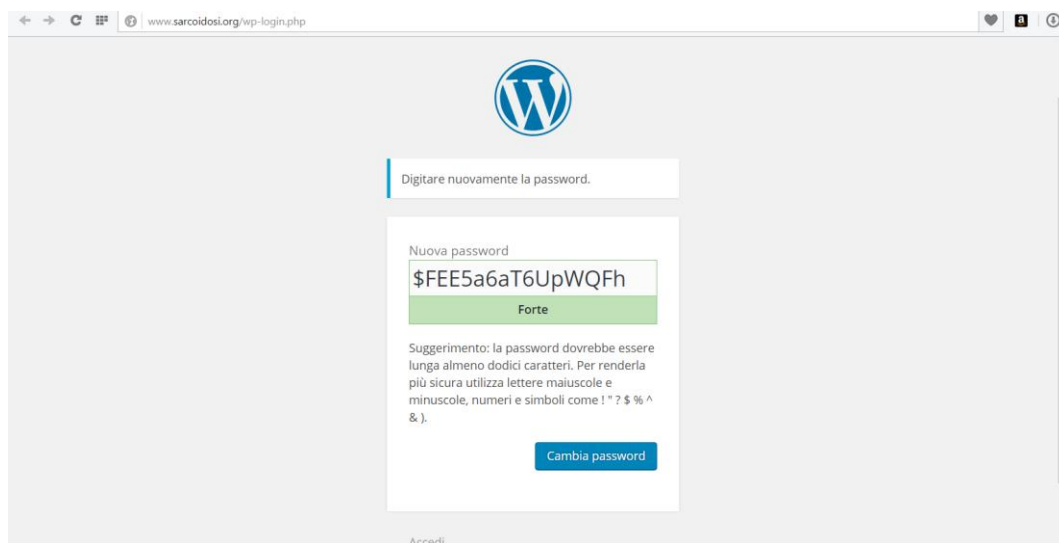 www.sarcoidosi.org/wp-login.php
a
Digitare nuovamente la password.
Nuova password
$FEE5a6aT6UpWQFh
Forte
Suggerimento: la password dovrebbe essere
lunga almeno dodici caratteri. Per renderla
più sicura utilizza lettere maiuscole e
minuscole, numeri e simboli come ! " ? $ % ^
& ).
Cambia password
Accedi